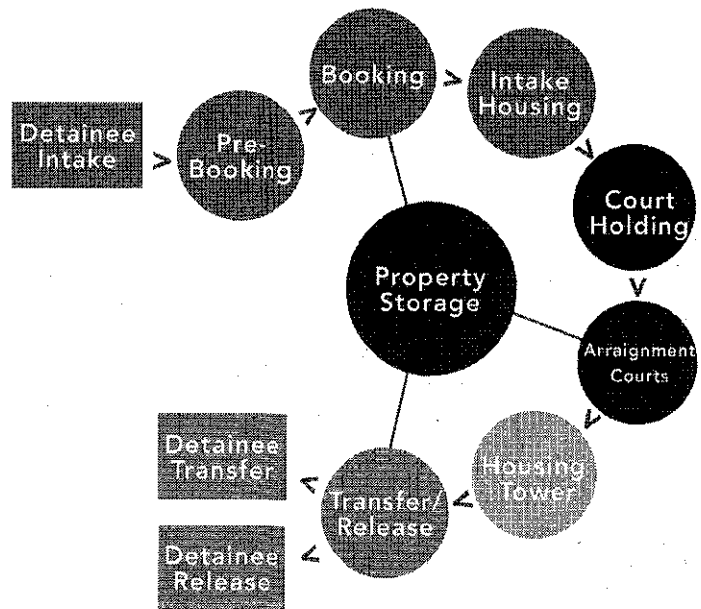 Booking
Intake
Housing
Detainee
Intake
Pre-
Booking
Court
Holding
Property
Storage
Arraignment
Courts
Detainee
Transfer
Housing
Tower
Transfer/
Release
Detainee
Release